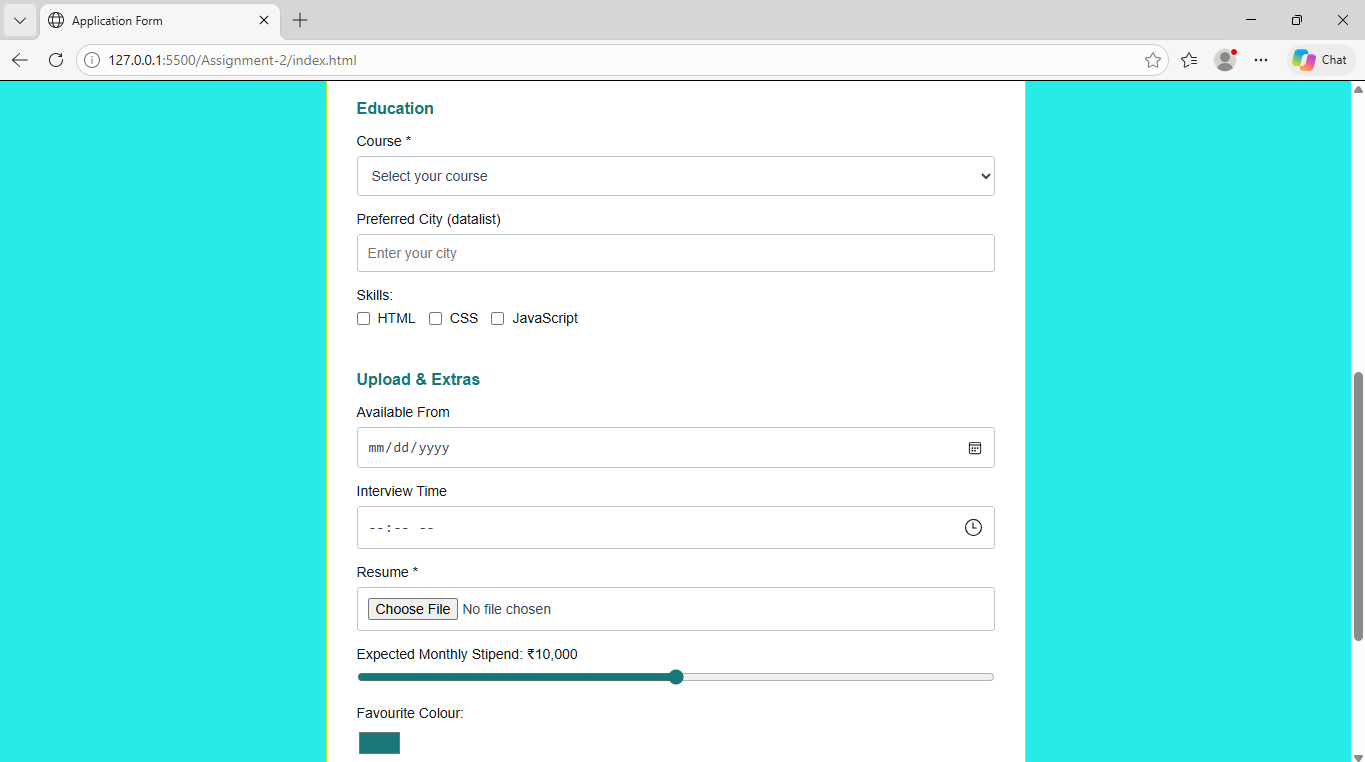 Application Form
127.0.0.1:5500/Assignment-2/index.html
Chat
Education
Course *
Select your course
Preferred City (datalist)
Enter your city
Skills:
HTML CSS JavaScript
Upload & Extras
Available From
mm/dd/yyyy
Interview Time
--:-- --
Resume *
Choose File No file chosen
Expected Monthly Stipend: ₹10,000
Favourite Colour: